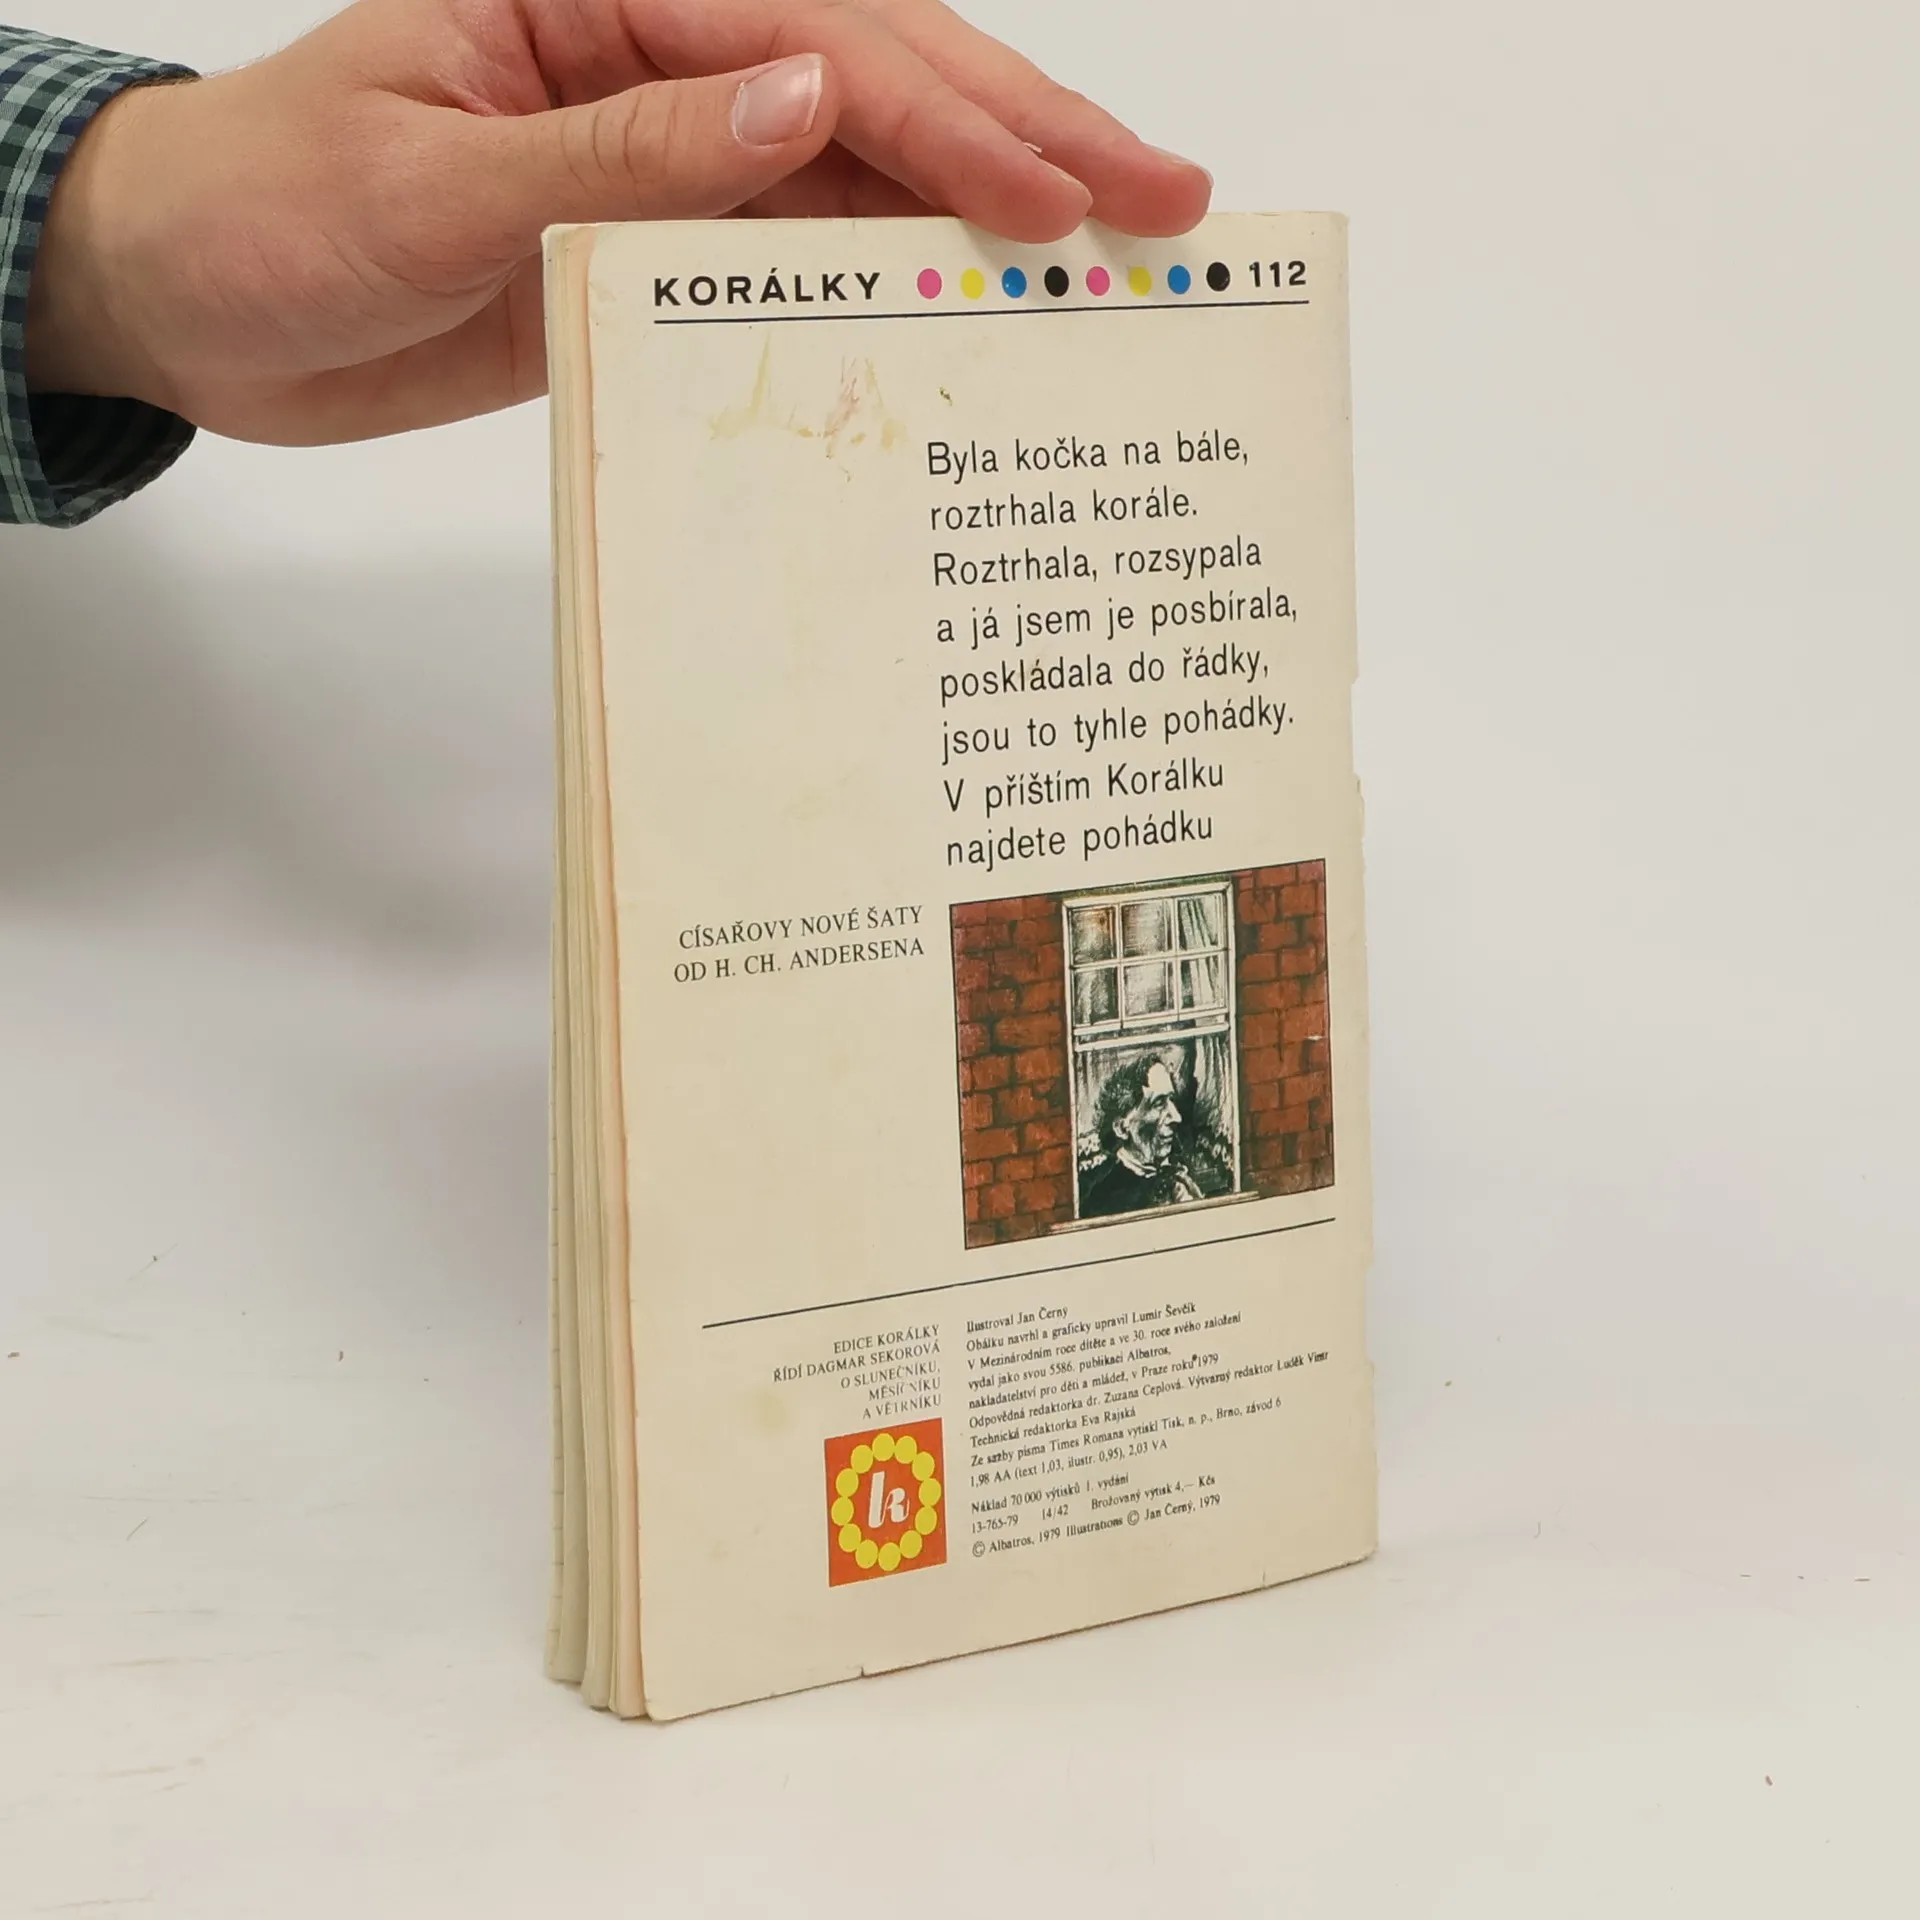 KORÁLKY 112
Byla kočka na bále,
roztrhala korále.
Roztrhala, rozsypala
a já jsem je posbírala,
poskládala do řádky,
jsou to tyhle pohádky.
V příštím Korálku
najdete pohádku
CÍSAŘOVY NOVÉ ŠATY
OD H. CH. ANDERSENA
EDICE KORÁLKY
ŘÍDÍ DAGMAR SEKOROVÁ
O SLUNEČNÍKU,
MĚSÍČNÍKU
A VĚTRNÍKU
k
Ilustroval Jan Černý
Obálku navrhl a graficky upravil Lumír Ševčík
V Mezinárodním roce dítěte a ve 30. roce svého založení
vydal jako svou 5586. publikaci Albatros,
nakladatelství pro děti a mládež, v Praze roku 1979
Odpovědná redaktorka dr. Zuzana Ceplová. Výtvarný redaktor Luděk Vimr
Technická redaktorka Eva Rajská
Ze sazby písma Times Romana vytiskl Tisk, n. p., Brno, závod 6
1,98 AA (text 1,03, ilustr. 0,95), 2,03 VA
Náklad 70 000 výtisků 1. vydání
13-765-79 14/42 Brožovaný výtisk 4,— Kčs
© Albatros, 1979 Illustrations © Jan Černý, 1979